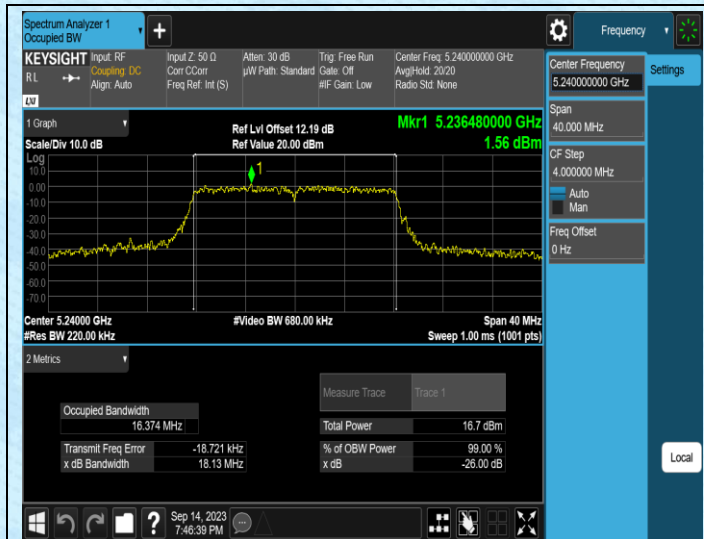 Spectrum Analyzer 1
Occupied BW
Frequency
KEYSIGHT
R L
LXI
Input: RF
Coupling: DC
Align: Auto
Input Z: 50 Ω
Corr CCorr
Freq Ref: Int (S)
Atten: 30 dB
µW Path: Standard
Trig: Free Run
Gate: Off
#IF Gain: Low
Center Freq: 5.240000000 GHz
Avg|Hold: 20/20
Radio Std: None
Center Frequency
5.240000000 GHz
Settings
Span
40.000 MHz
CF Step
4.000000 MHz
Auto
Man
Freq Offset
0 Hz
Local
1 Graph
Scale/Div 10.0 dB
Ref Lvl Offset 12.19 dB
Ref Value 20.00 dBm
Mkr1 5.236480000 GHz
1.56 dBm
Log
10.0
0.00
-10.0
-20.0
-30.0
-40.0
-50.0
-60.0
-70.0
1
Center 5.24000 GHz
#Res BW 220.00 kHz
#Video BW 680.00 kHz
Span 40 MHz
Sweep 1.00 ms (1001 pts)
2 Metrics
Measure Trace Trace 1
Occupied Bandwidth
16.374 MHz
Total Power 16.7 dBm
Transmit Freq Error -18.721 kHz
% of OBW Power 99.00 %
x dB Bandwidth 18.13 MHz
x dB -26.00 dB
?
Sep 14, 2023
7:46:39 PM